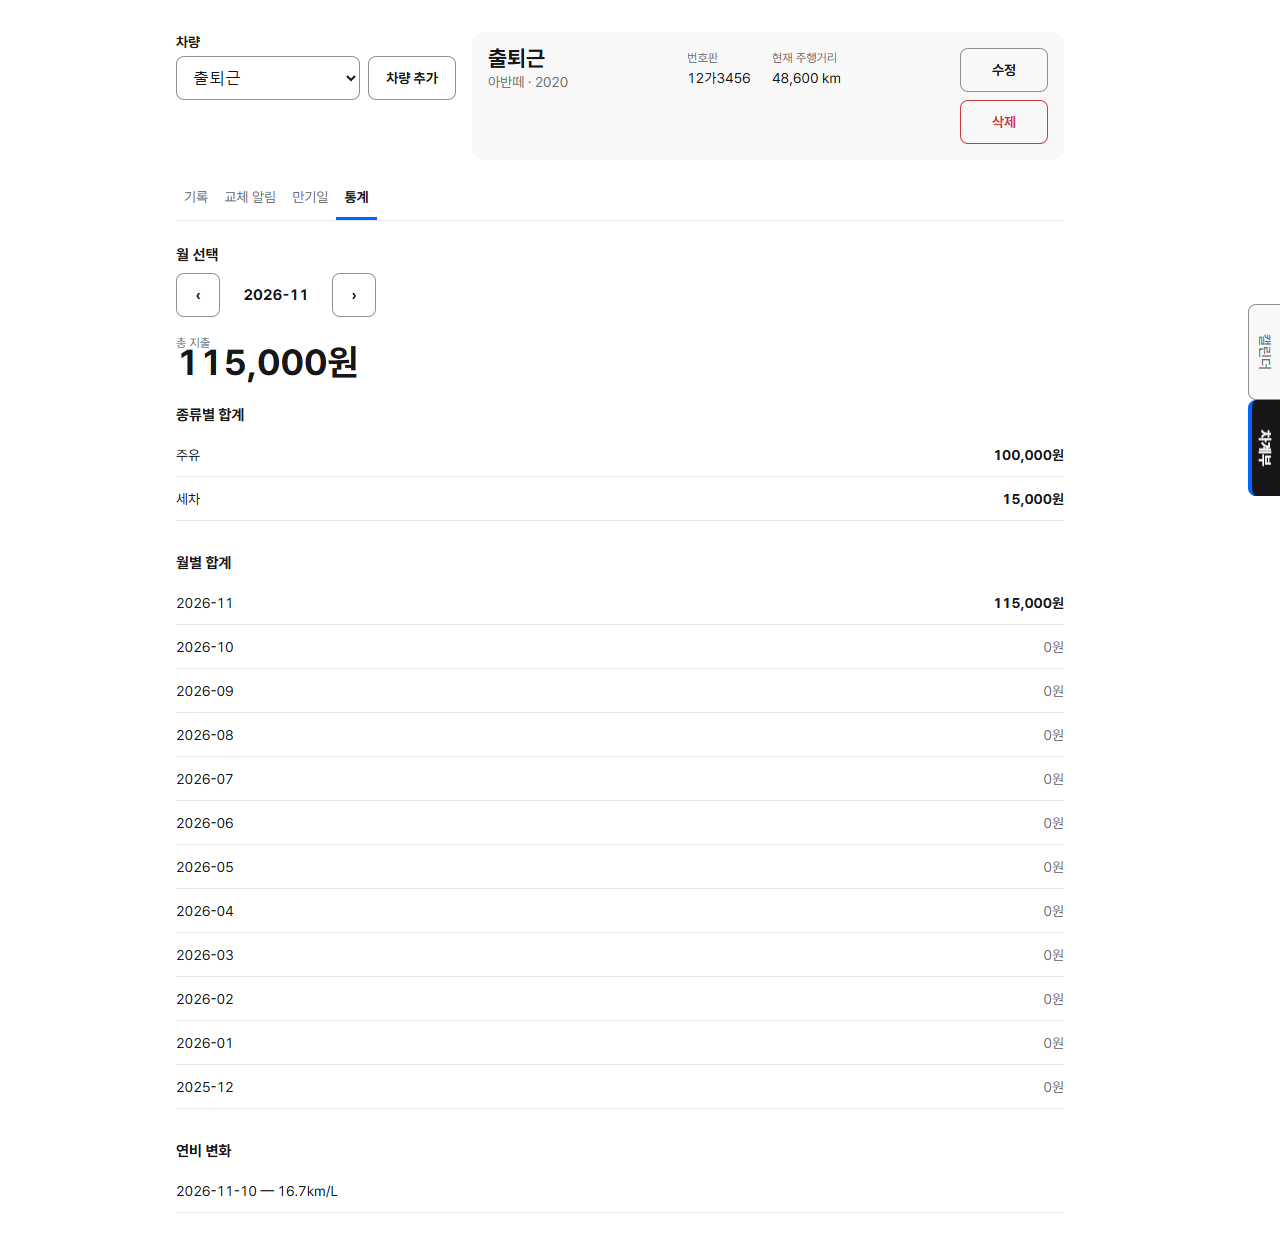 차량
출퇴근
차량 추가
출퇴근
아반떼 · 2020
번호판
12가3456
현재 주행거리
48,600 km
수정
삭제
기록 교체 알림 만기일 통계
월 선택
‹ 2026-11 ›
총 지출
115,000원
종류별 합계
주유 100,000원
세차 15,000원
월별 합계
2026-11 115,000원
2026-10 0원
2026-09 0원
2026-08 0원
2026-07 0원
2026-06 0원
2026-05 0원
2026-04 0원
2026-03 0원
2026-02 0원
2026-01 0원
2025-12 0원
연비 변화
2026-11-10 — 16.7km/L
캘린더
차계부